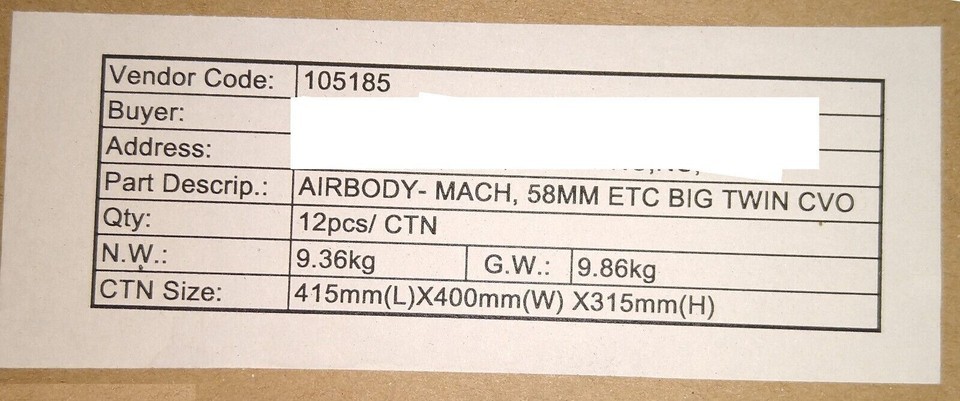 Vendor Code: 105185
Buyer:
Address:
Part Descrip.: AIRBODY- MACH, 58MM ETC BIG TWIN CVO
Qty: 12pcs/ CTN
N.W.: 9.36kg G.W.: 9.86kg
CTN Size: 415mm(L)X400mm(W) X315mm(H)